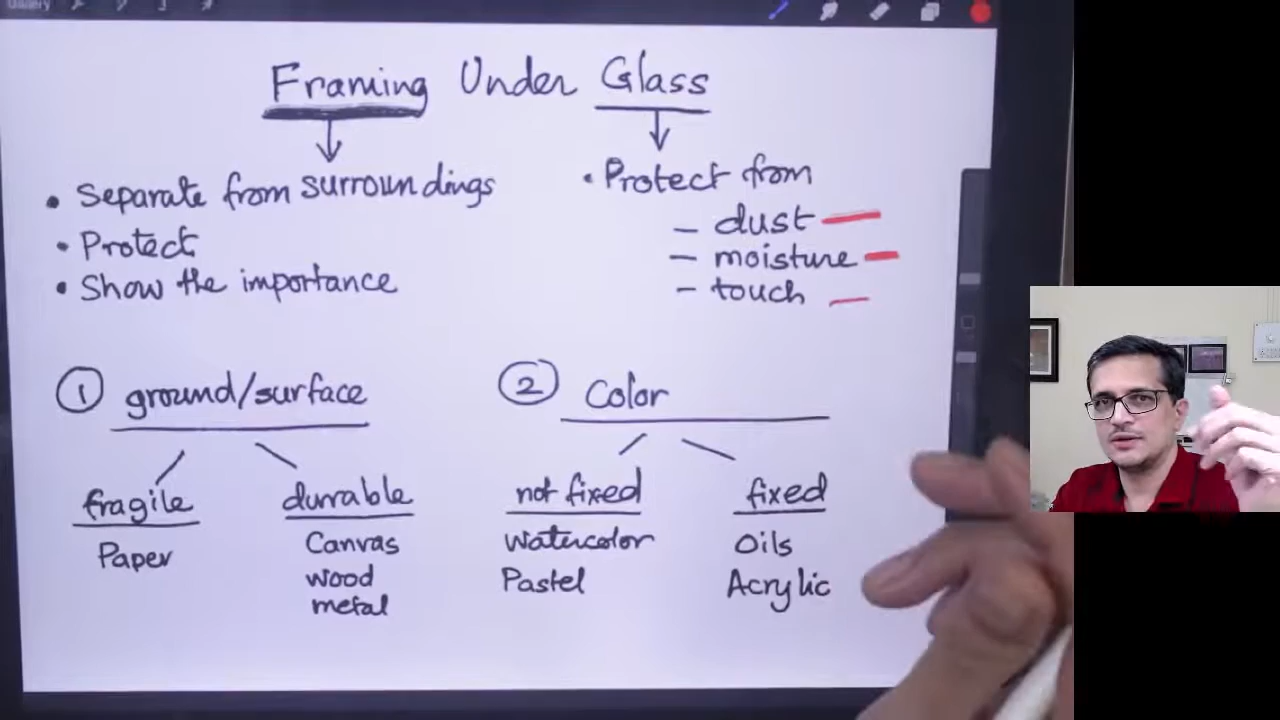 Gallery
Framing Under Glass
• Separate from surroundings
• Protect
• Show the importance
• Protect from
– dust
– moisture
– touch
1 ground/surface
fragile
Paper
durable
Canvas
wood
metal
2 Color
not fixed
Watercolor
Pastel
fixed
Oils
Acrylic